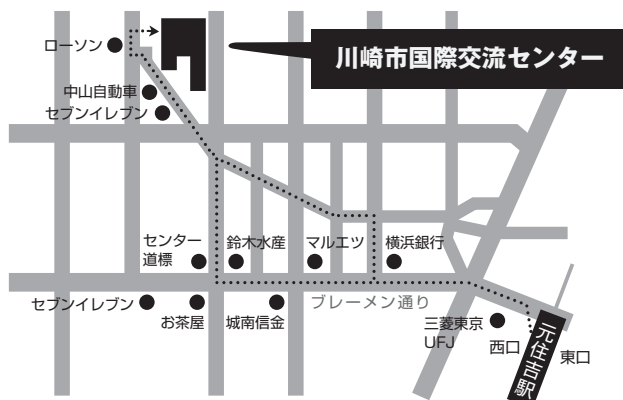 ローソン
川崎市国際交流センター
中山自動車
セブンイレブン
センター
道標
鈴木水産
マルエツ
横浜銀行
セブンイレブン
お茶屋
城南信金
ブレーメン通り
三菱東京
UFJ
西口
元住吉駅
東口